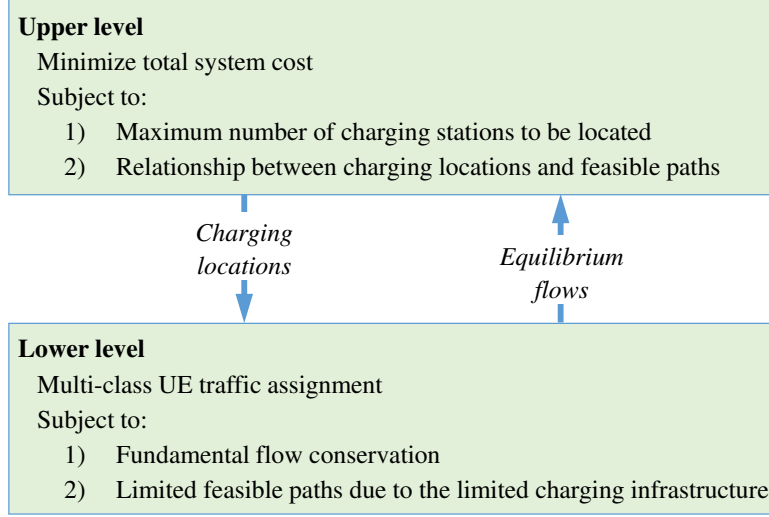 Upper level
Minimize total system cost
Subject to:
1) Maximum number of charging stations to be located
2) Relationship between charging locations and feasible paths
Charging
locations
Equilibrium
flows
Lower level
Multi-class UE traffic assignment
Subject to:
1) Fundamental flow conservation
2) Limited feasible paths due to the limited charging infrastructure